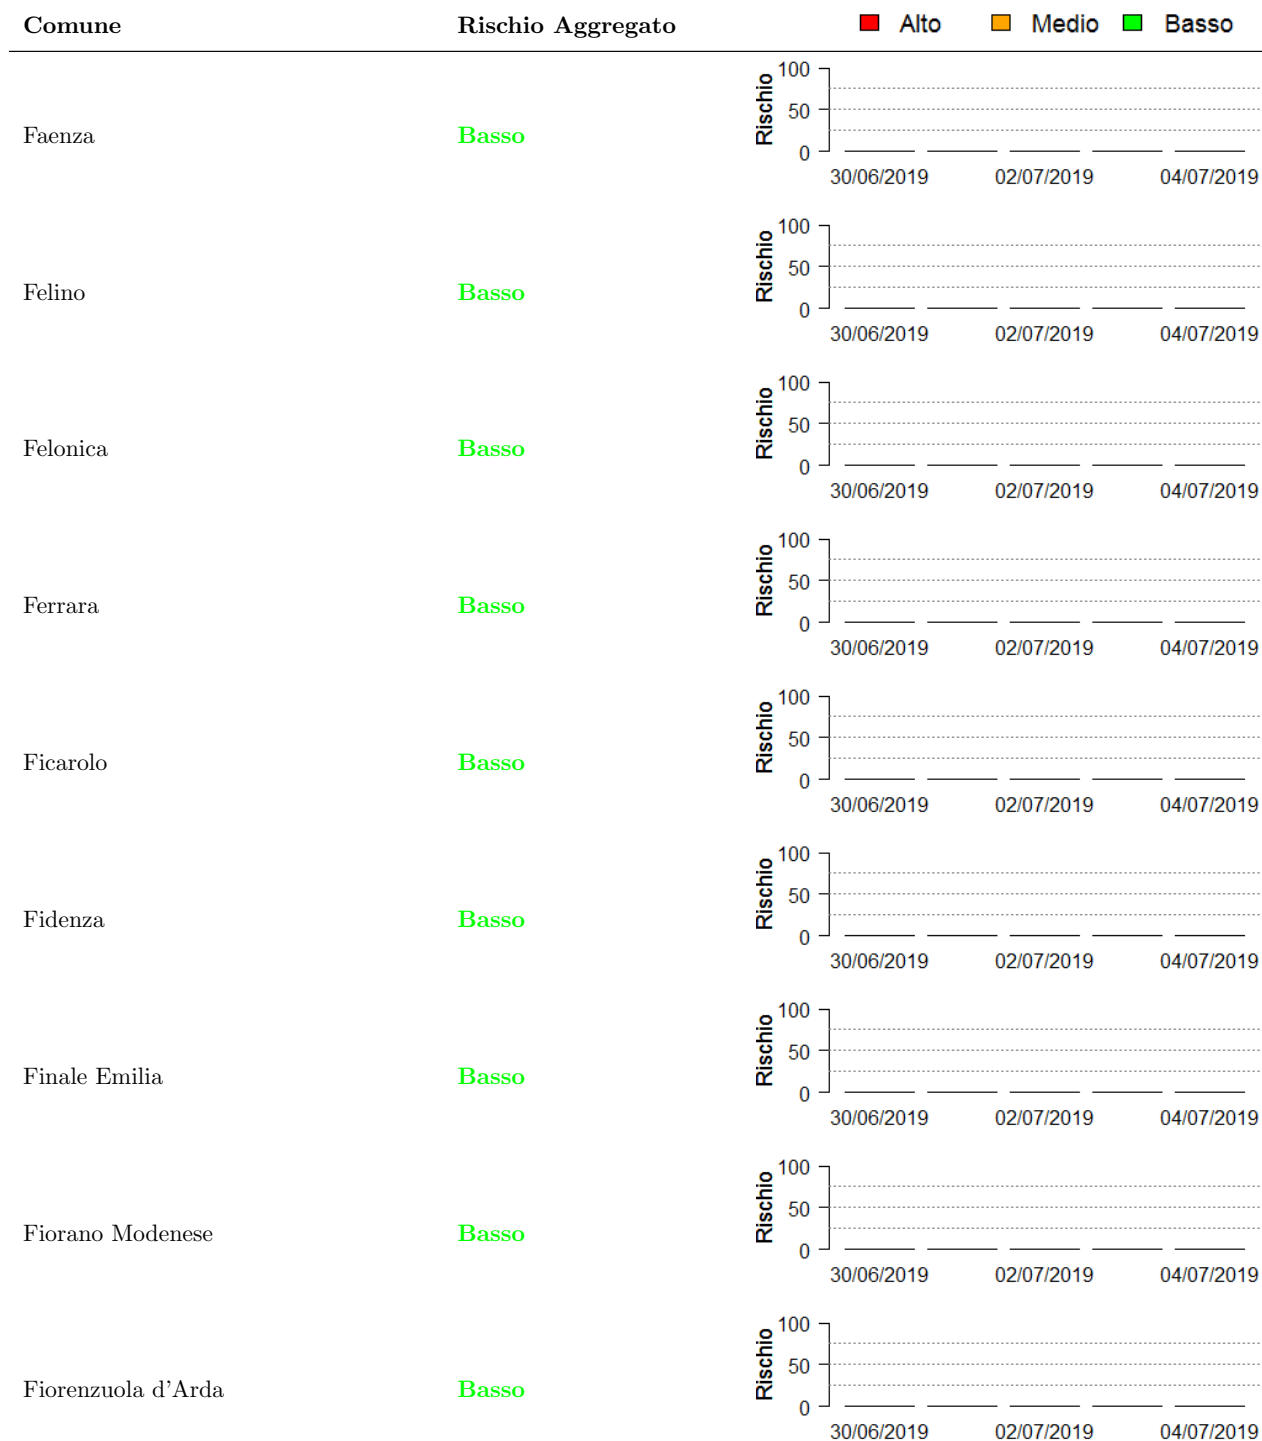 Comune Rischio Aggregato Alto Medio Basso
Faenza Basso Rischio 100 50 0
30/06/2019 02/07/2019 04/07/2019
Felino Basso Rischio 100 50 0
30/06/2019 02/07/2019 04/07/2019
Felonica Basso Rischio 100 50 0
30/06/2019 02/07/2019 04/07/2019
Ferrara Basso Rischio 100 50 0
30/06/2019 02/07/2019 04/07/2019
Ficarolo Basso Rischio 100 50 0
30/06/2019 02/07/2019 04/07/2019
Fidenza Basso Rischio 100 50 0
30/06/2019 02/07/2019 04/07/2019
Finale Emilia Basso Rischio 100 50 0
30/06/2019 02/07/2019 04/07/2019
Fiorano Modenese Basso Rischio 100 50 0
30/06/2019 02/07/2019 04/07/2019
Fiorenzuola d'Arda Basso Rischio 100 50 0
30/06/2019 02/07/2019 04/07/2019